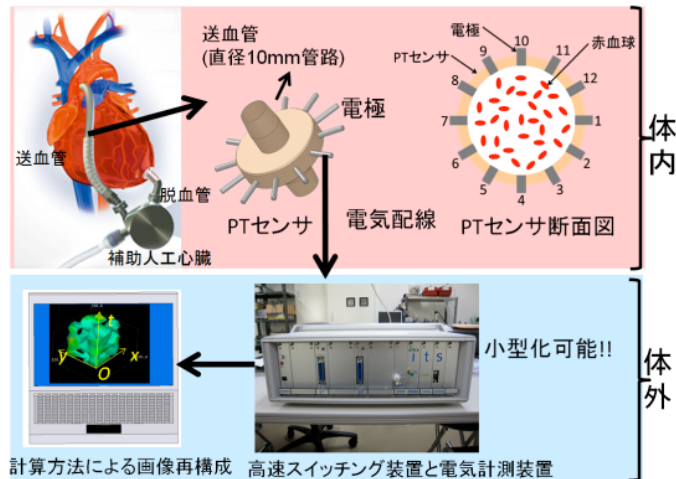 送血管
(直径10mm管路)
電極
送血管
脱血管
補助人工心臓
PTセンサ
電気配線
電極
赤血球
PTセンサ
10
11
12
1
2
3
4
5
6
7
8
9
PTセンサ断面図
体内
t
y
x
O
its
小型化可能!!
体外
計算方法による画像再構成
高速スイッチング装置と電気計測装置